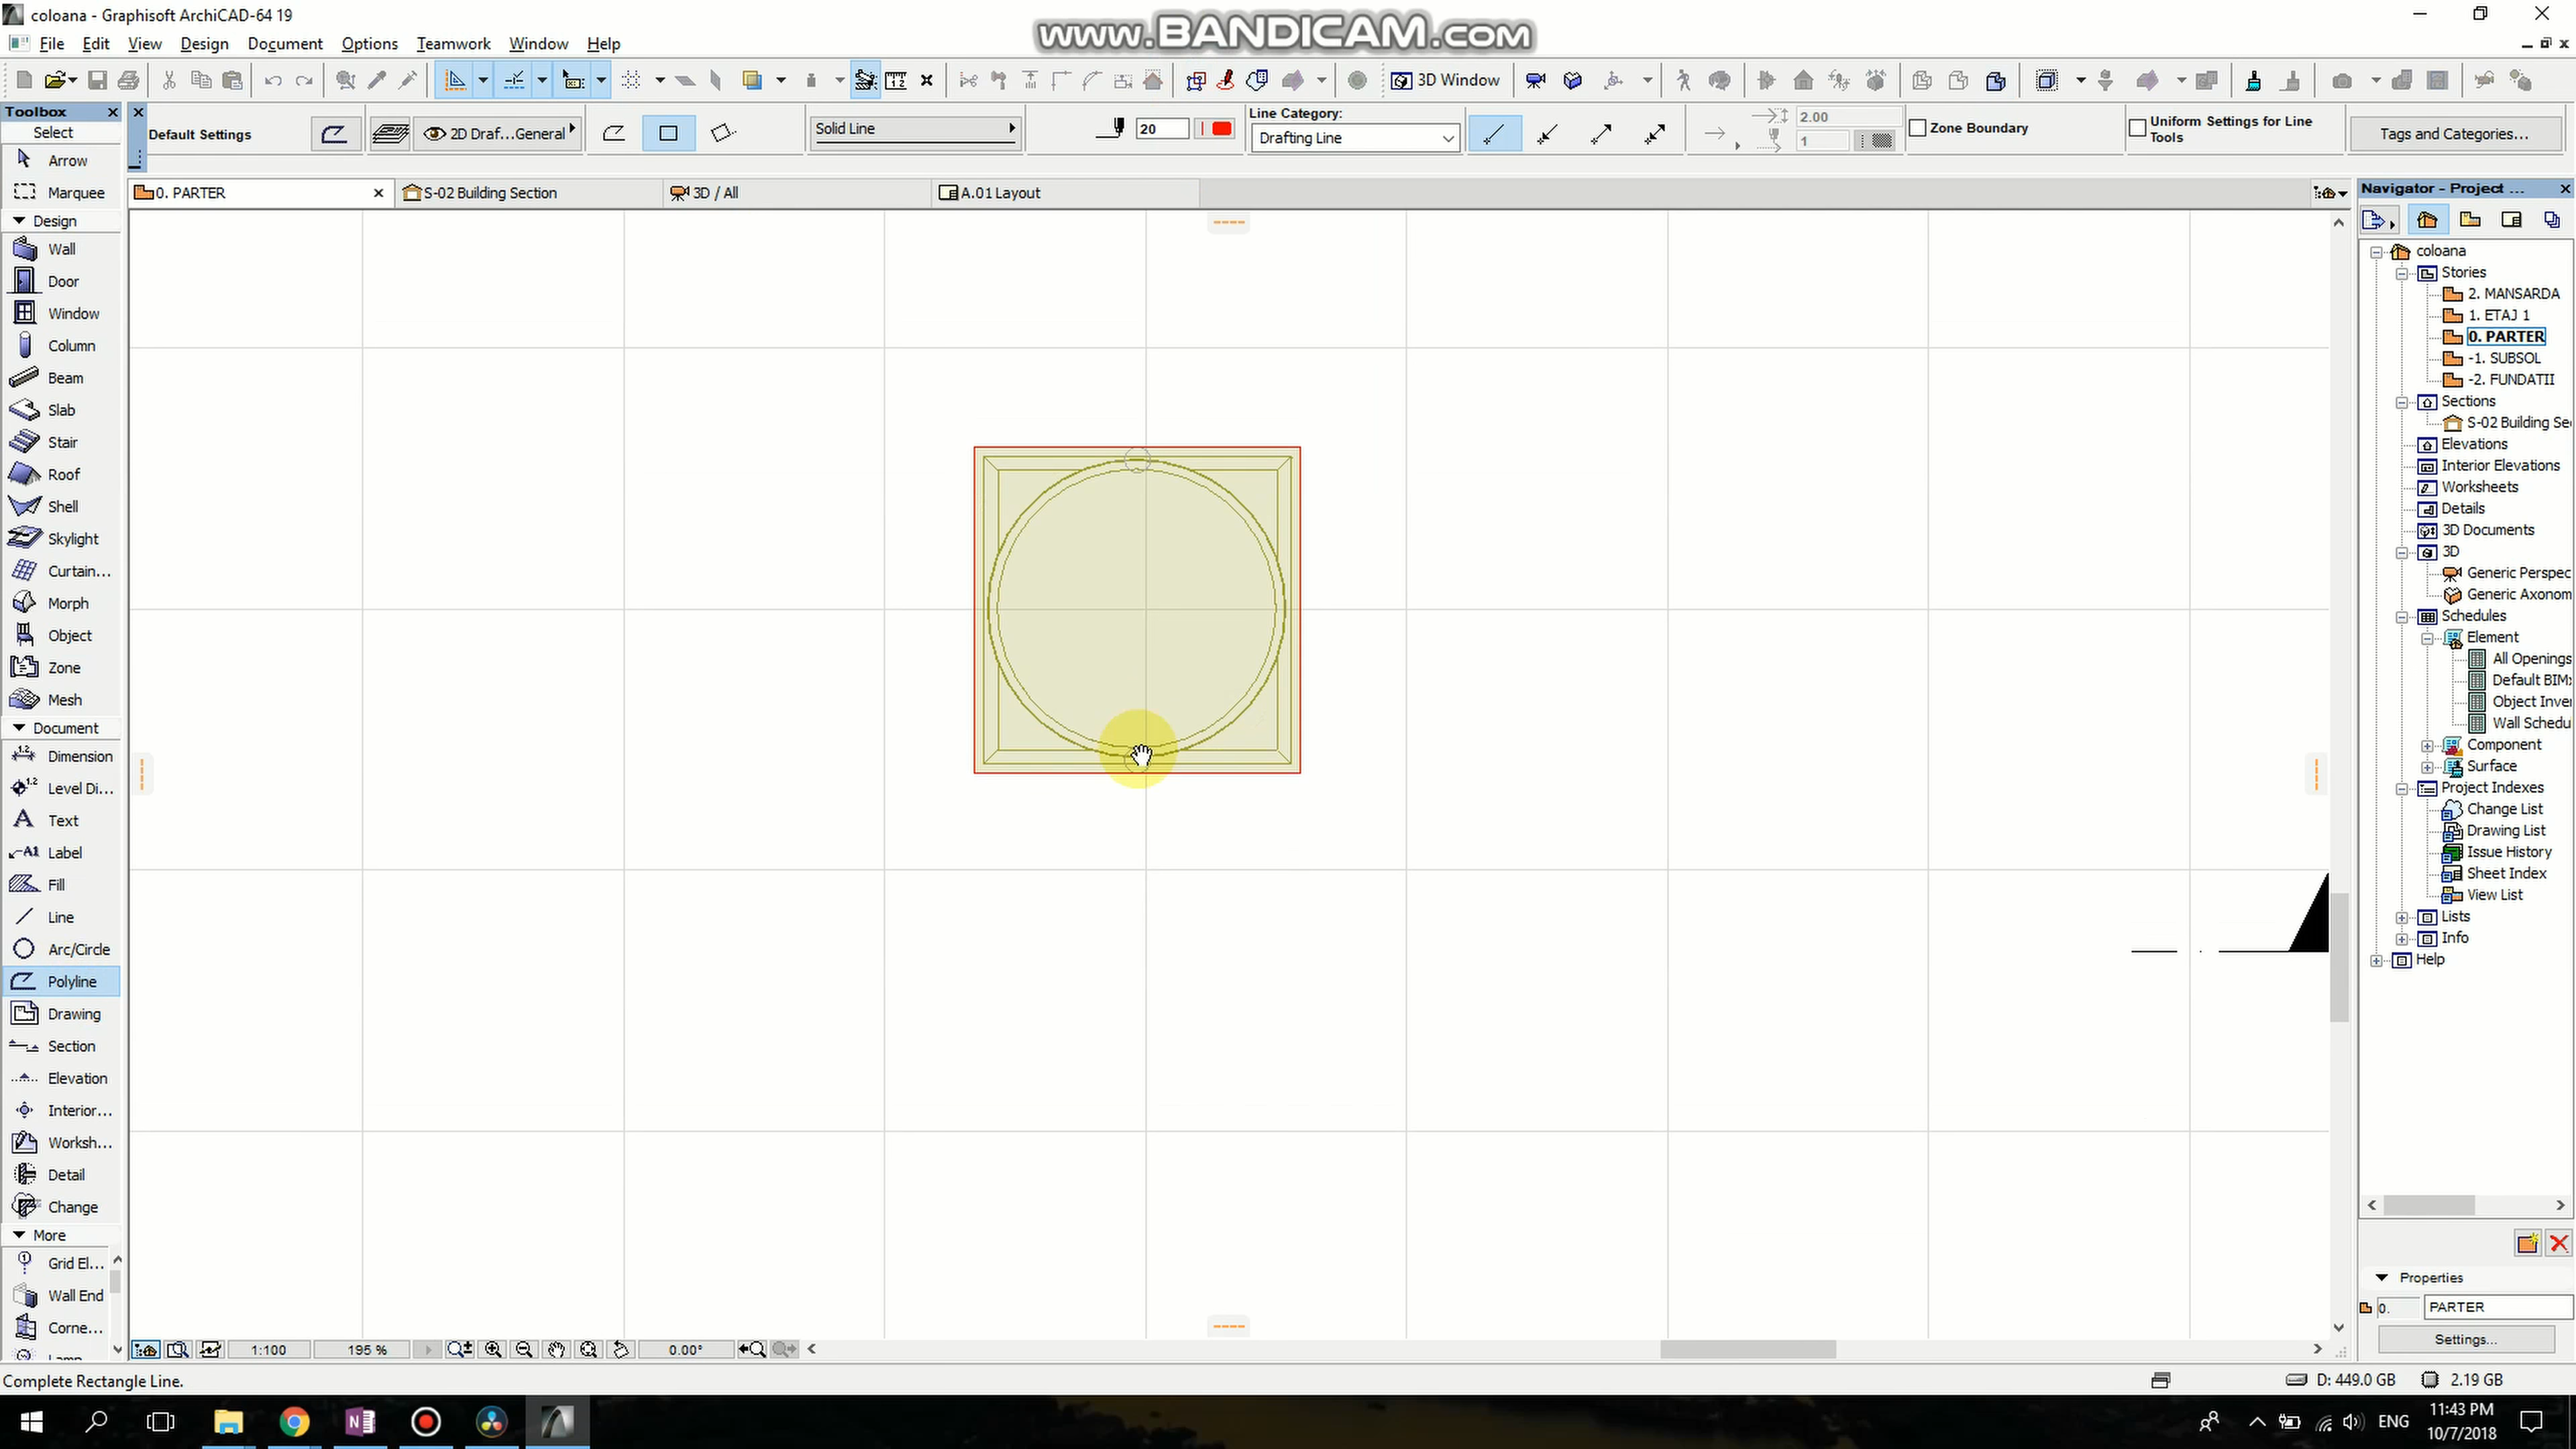 coloana - Graphisoft ArchiCAD-64 19
www.BANDICAM.com
File Edit View Design Document Options Teamwork Window Help
3D Window
Toolbox
Select
Arrow
Marquee
Design
Wall
Door
Window
Column
Beam
Slab
Stair
Roof
Shell
Skylight
Curtain...
Morph
Object
Zone
Mesh
Document
Dimension
Level Di...
Text
Label
Fill
Line
Arc/Circle
Polyline
Drawing
Section
Elevation
Interior...
Worksh...
Detail
Change
More
Grid El...
Wall End
Corne...
Default Settings
2D Draf...General
Solid Line
20
Line Category:
Drafting Line
2.00
1
Zone Boundary
Uniform Settings for Line Tools
Tags and Categories...
0. PARTER
S-02 Building Section
3D / All
A.01 Layout
Navigator - Project ...
coloana
Stories
2. MANSARDA
1. ETAJ 1
0. PARTER
-1. SUBSOL
-2. FUNDATII
Sections
S-02 Building Se
Elevations
Interior Elevations
Worksheets
Details
3D Documents
3D
Generic Perspec
Generic Axonom
Schedules
Element
All Openings
Default BIM
Object Inve
Wall Schedu
Component
Surface
Project Indexes
Change List
Drawing List
Issue History
Sheet Index
View List
Lists
Info
Help
Properties
0. PARTER
Settings...
1:100 195 % 0.00°
Complete Rectangle Line.
D: 449.0 GB 2.19 GB
ENG
11:43 PM
10/7/2018